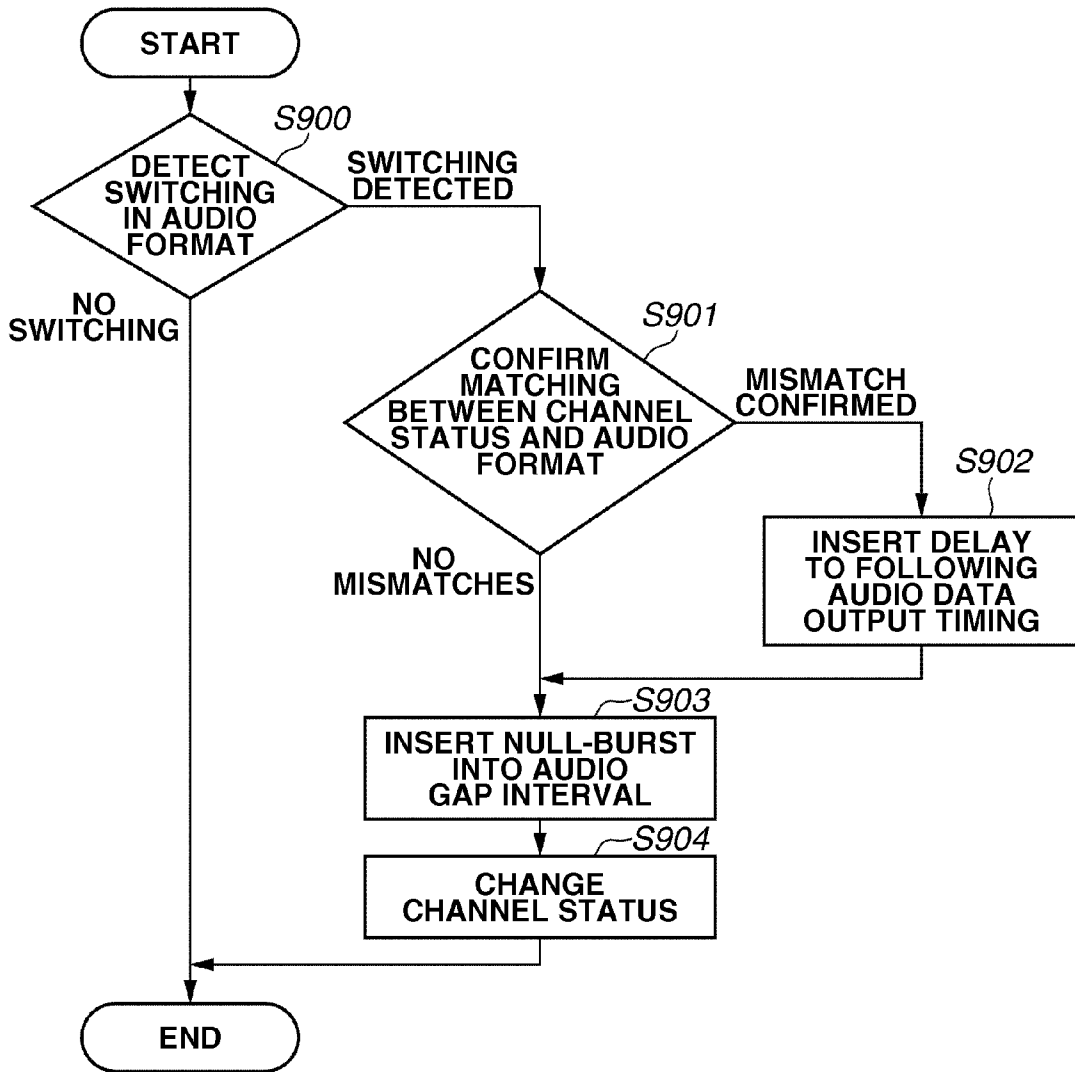 START
S900
DETECT
SWITCHING
IN AUDIO
FORMAT
SWITCHING
DETECTED
NO
SWITCHING
S901
CONFIRM
MATCHING
BETWEEN CHANNEL
STATUS AND AUDIO
FORMAT
MISMATCH
CONFIRMED
S902
INSERT DELAY
TO FOLLOWING
AUDIO DATA
OUTPUT TIMING
NO
MISMATCHES
S903
INSERT NULL-BURST
INTO AUDIO
GAP INTERVAL
S904
CHANGE
CHANNEL STATUS
END